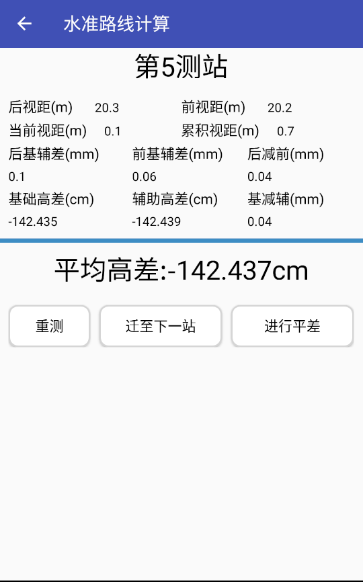 水准路线计算
第5测站
后视距(m) 20.3 前视距(m) 20.2
当前视距(m) 0.1 累积视距(m) 0.7
后基辅差(mm) 前基辅差(mm) 后减前(mm)
0.1 0.06 0.04
基础高差(cm) 辅助高差(cm) 基减辅(mm)
-142.435 -142.439 0.04
平均高差:-142.437cm
重测 迁至下一站 进行平差